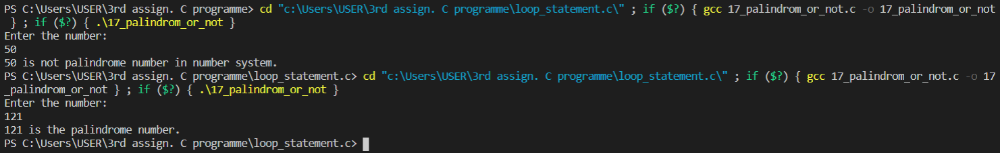 PS C:\Users\USER\3rd assign. C programme> cd "c:\Users\USER\3rd assign. C programme\loop_statement.c\" ; if ($?) { gcc 17_palindrom_or_not.c -o 17_palindrom_or_not
 } ; if ($?) { .\17_palindrom_or_not }
Enter the number:
50
50 is not palindrome number in number system.
PS C:\Users\USER\3rd assign. C programme\loop_statement.c> cd "c:\Users\USER\3rd assign. C programme\loop_statement.c\" ; if ($?) { gcc 17_palindrom_or_not.c -o 17
_palindrom_or_not } ; if ($?) { .\17_palindrom_or_not }
Enter the number:
121
121 is the palindrome number.
PS C:\Users\USER\3rd assign. C programme\loop_statement.c>